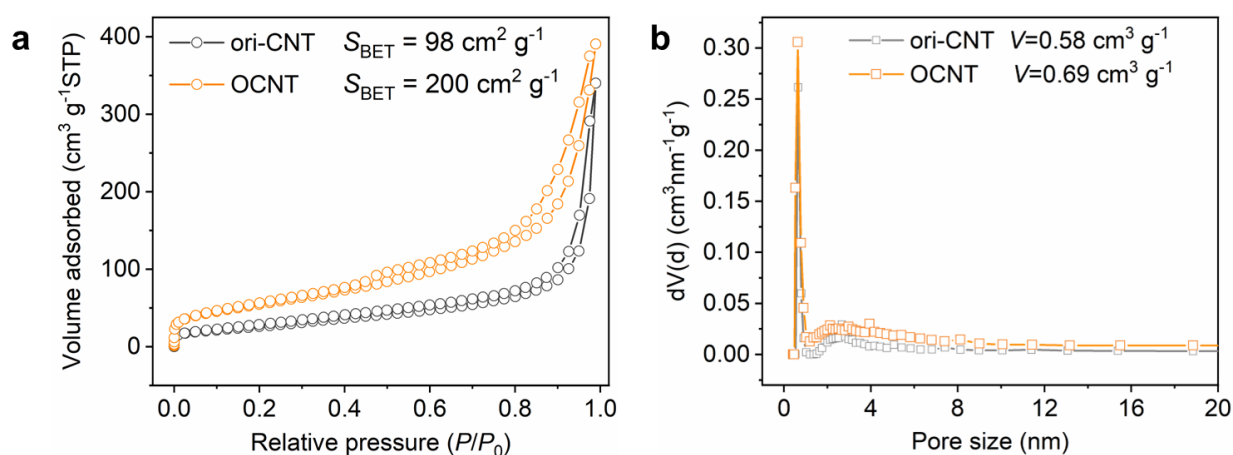 a
400
300
200
100
0
Volume adsorbed (cm³ g⁻¹STP)
ori-CNT S_BET = 98 cm² g⁻¹
OCNT S_BET = 200 cm² g⁻¹
0.0 0.2 0.4 0.6 0.8 1.0
Relative pressure (P/P₀)
b
0.30
0.25
0.20
0.15
0.10
0.05
0.00
dV(d) (cm³nm⁻¹g⁻¹)
ori-CNT V=0.58 cm³ g⁻¹
OCNT V=0.69 cm³ g⁻¹
0 4 8 12 16 20
Pore size (nm)